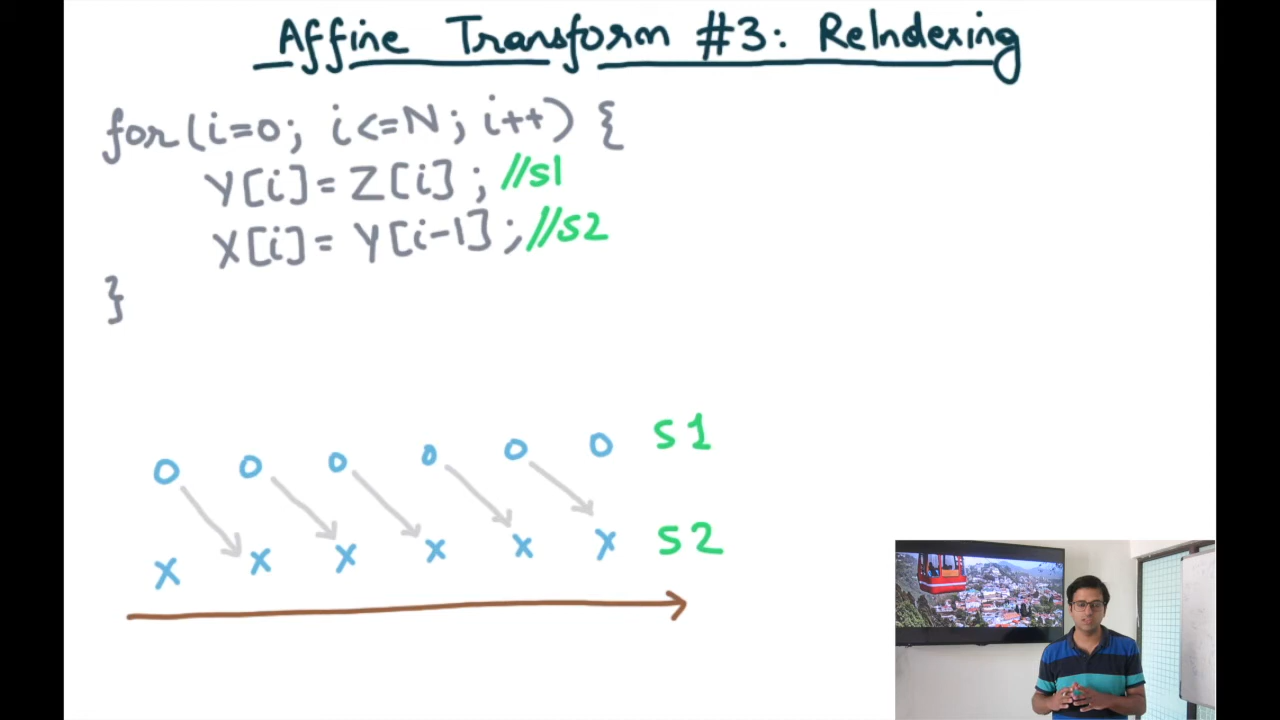 Affine Transform #3: ReIndexing
for(i=0; i<=N; i++) {
Y[i]=Z[i]; //S1
X[i]= Y[i-1]; //S2
}
S1
S2